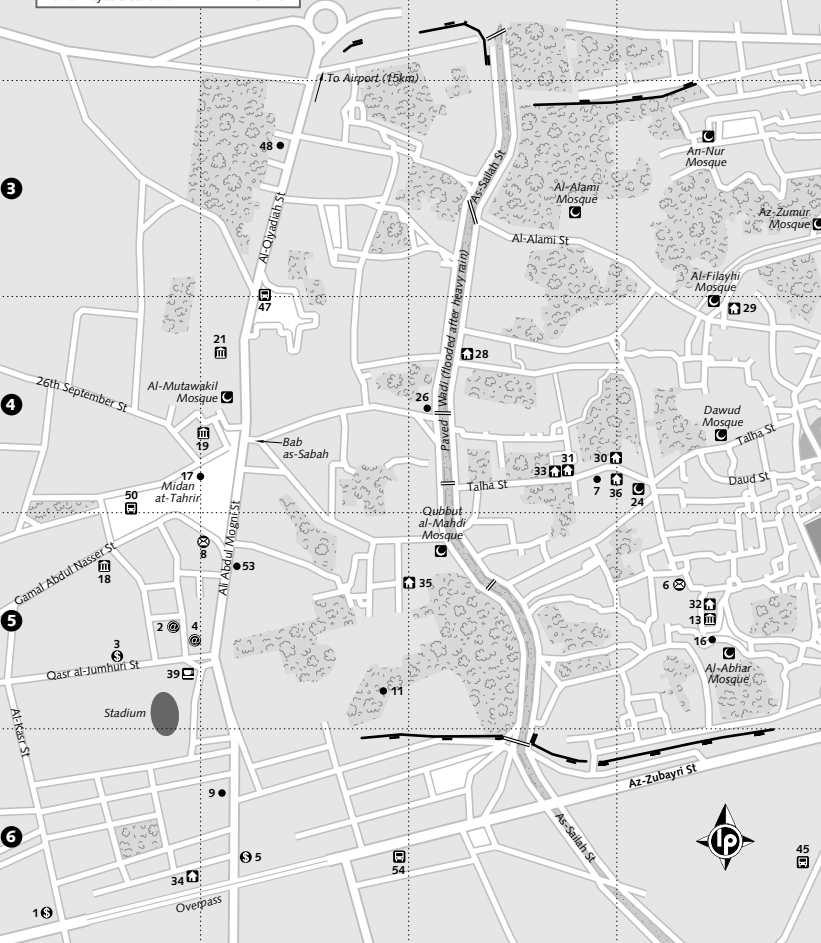 To Airport (15km)
48
An-Nur
Mosque
3
As-Sailah St
Al-Alami
Mosque
Az-Zumur
Mosque
Al-Qiyadiah St
Al-Alami St
Al-Filayhi
Mosque
47
29
21
28
Paved Wadi (flooded after heavy rain)
26th September St
Al-Mutawakil
Mosque
4
26
Dawud
Mosque
19
Bab
as-Sabah
Talha St
31
30
33
17
Midan
at-Tahrir
7
36
24
Daud St
Talha St
50
Qubbut
al-Mahdi
Mosque
Ali Abdul Mogni St
8
Gamal Abdul Nasser St
53
18
35
6
32
13
5
2 @
4
@
16
3
$
Al-Abhar
Mosque
Qasr al-Jumhuri St
39
11
Stadium
Al-Kasr St
Az-Zubayri St
9
As-Sailah St
6
lp
45
$ 5
54
34
Overpass
1 $